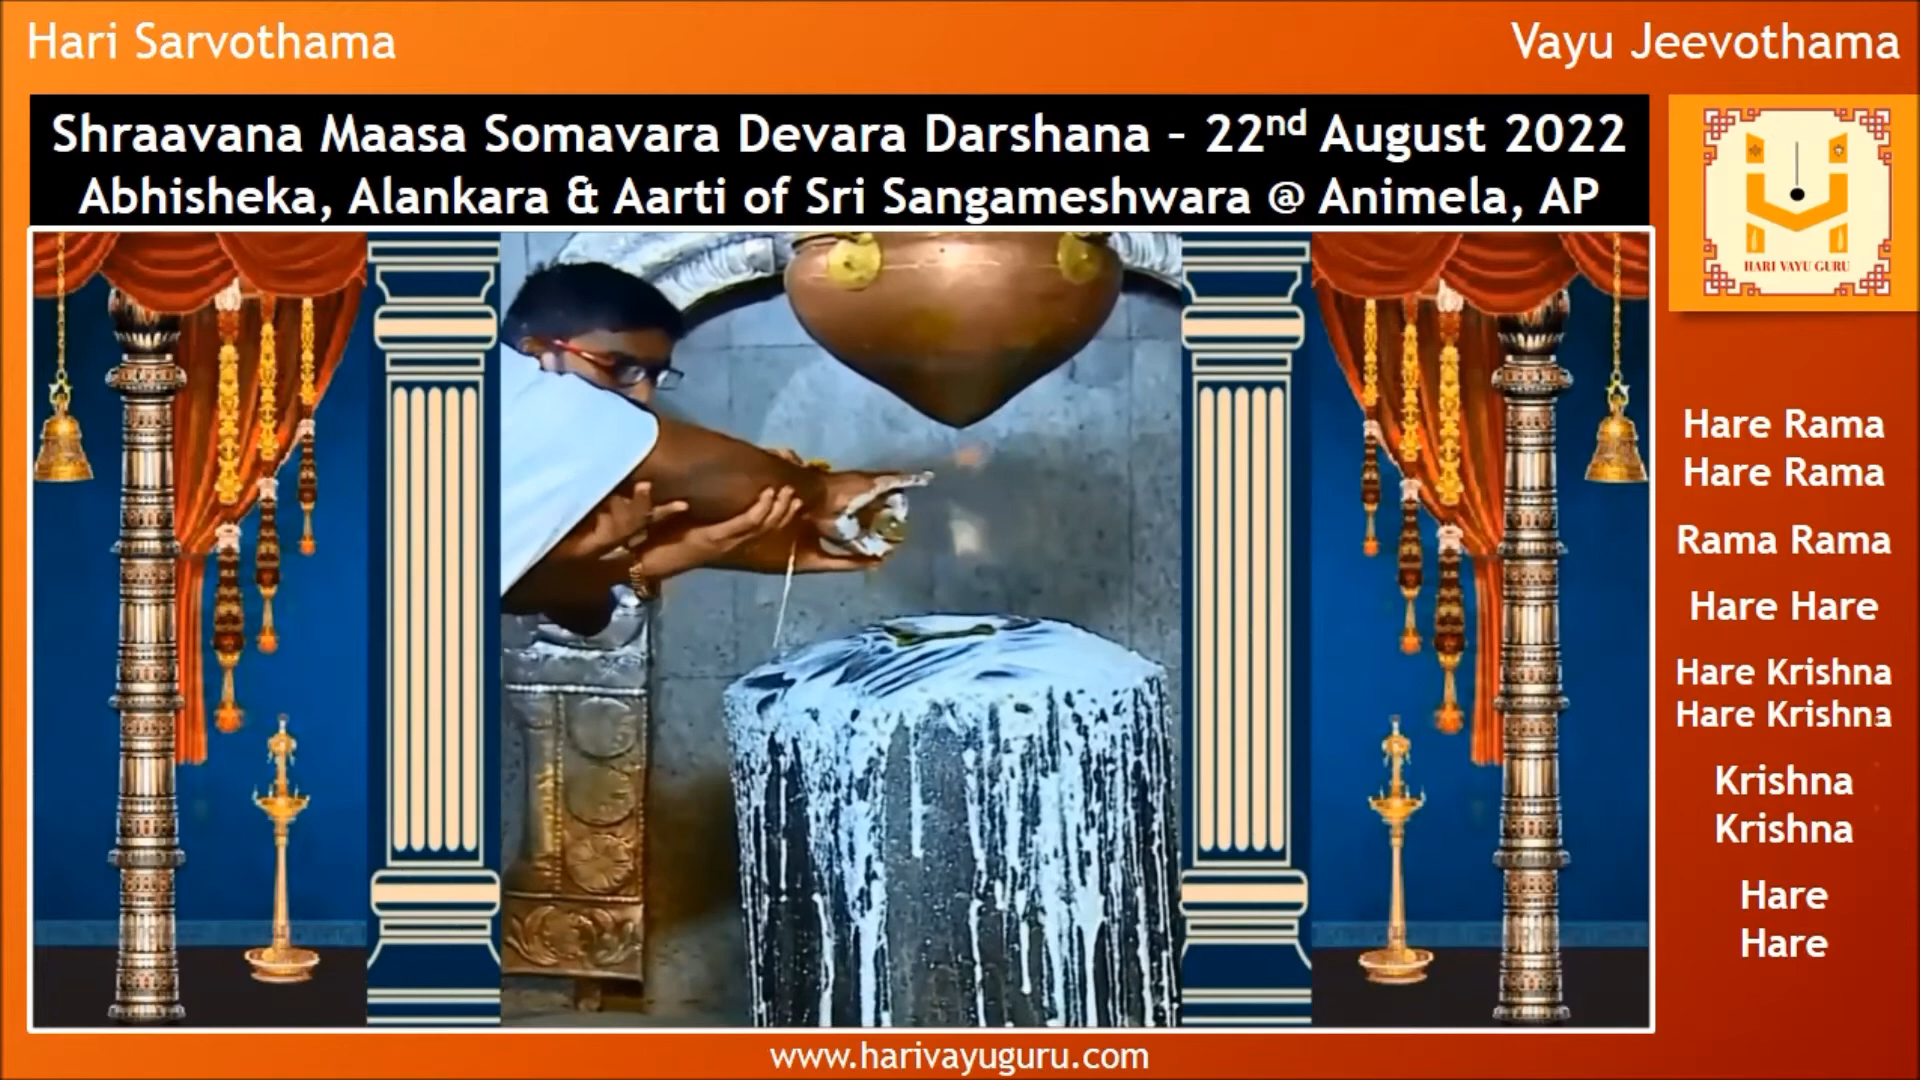 Hari Sarvothama
Vayu Jeevothama
Shraavana Maasa Somavara Devara Darshana – 22nd August 2022
Abhisheka, Alankara & Aarti of Sri Sangameshwara @ Animela, AP
HARI VAYU GURU
Hare Rama
Hare Rama
Rama Rama
Hare Hare
Hare Krishna
Hare Krishna
Krishna
Krishna
Hare
Hare
www.harivayuguru.com